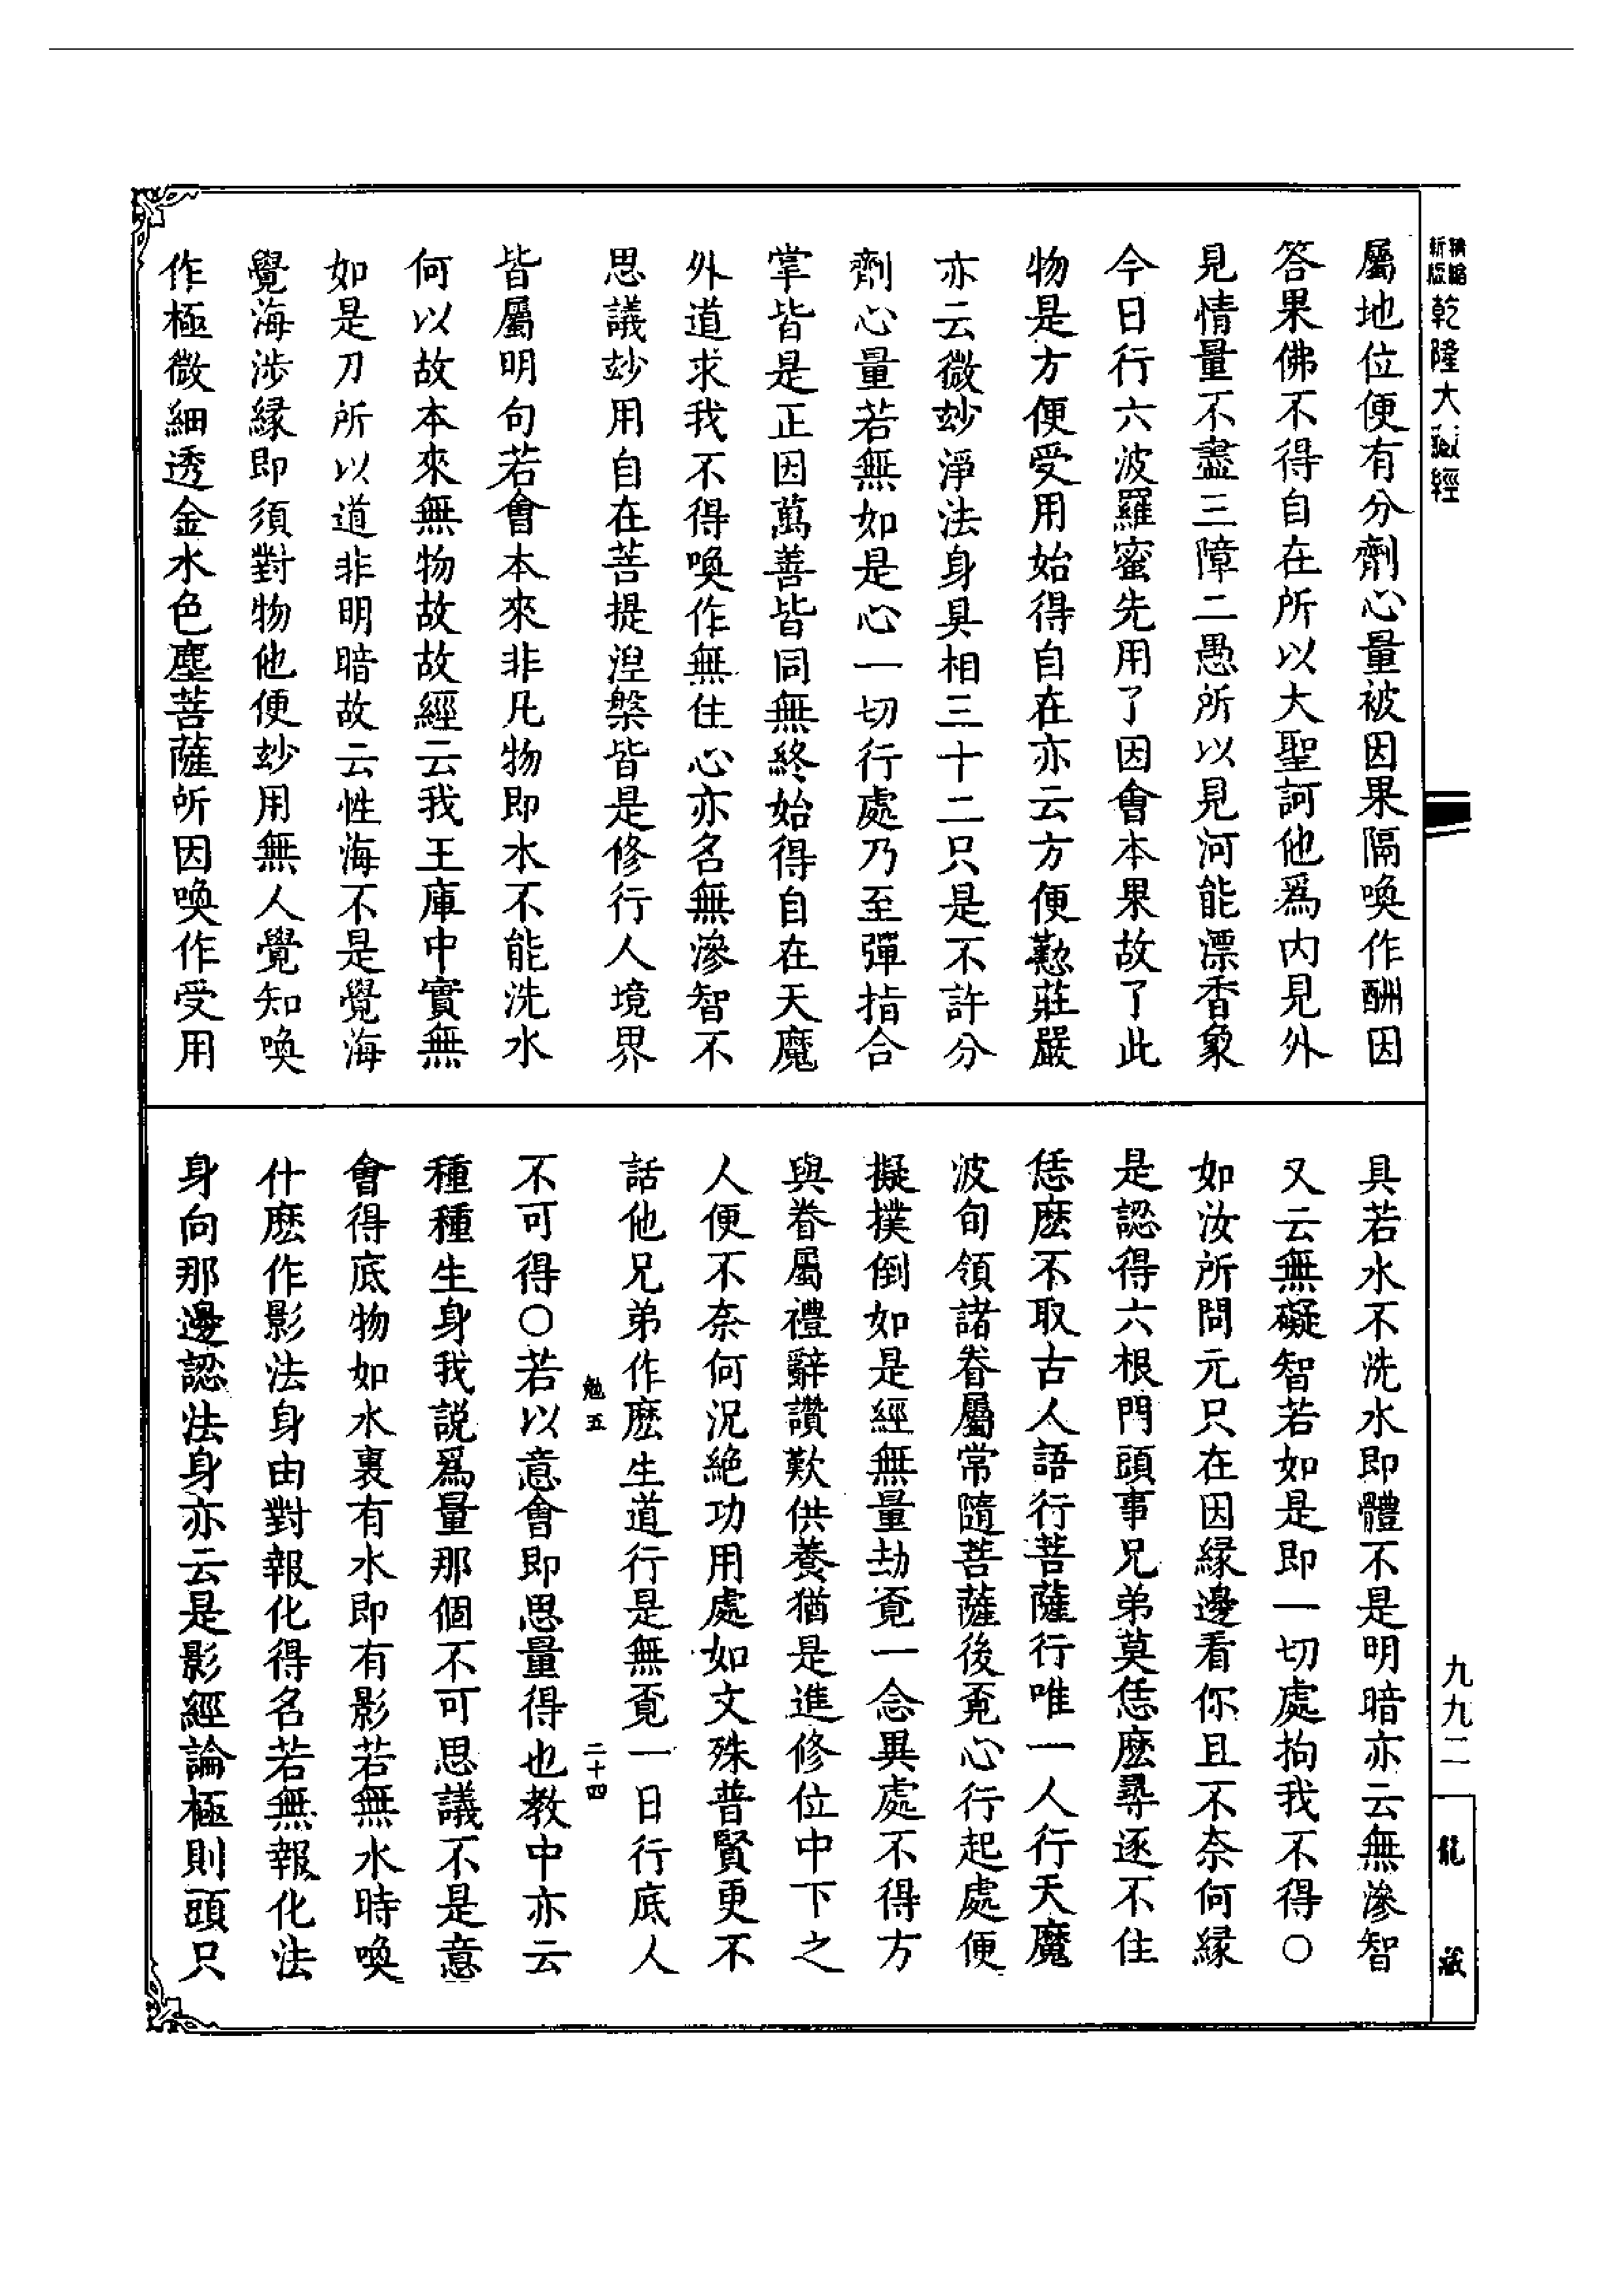 精縮新版乾隆大藏經
屬地位便有分劑心量被因果隔喚作酬因
答果佛不得自在所以大聖訶他爲内見外
見情量不盡三障二愚所以見河能漂香象
今日行六波羅蜜先用了因會本果故了此
物是方便受用始得自在亦云方便懃莊嚴
亦云微玅淨法身具相三十二只是不許分
劑心量若無如是心一切行處乃至彈指合
掌皆是正因萬善皆同無終始得自在天魔
外道求我不得喚作無住心亦名無滲智不
思議玅用自在菩提涅槃皆是修行人境界
皆屬明句若會本來非凡物即水不能洗水
何以故本來無物故故經云我王庫中實無
如是刀所以道非明暗故云性海不是覺海
覺海涉縁即須對物他便玅用無人覺知喚
作極微細透金水色塵菩薩所因喚作受用
具若水不洗水即體不是明暗亦云無滲智
又云無礙智若如是即一切處拘我不得○
如汝所問元只在因縁邊看你且不奈何縁
是認得六根門頭事兄弟莫恁麽尋逐不住
恁麽不取古人語行菩薩行唯一人行天魔
波旬領諸眷屬常隨菩薩後覓心行起處便
擬撲倒如是經無量劫覓一念異處不得方
與眷屬禮辭讚歎供養猶是進修位中下之
人便不奈何況絶功用處如文殊普賢更不
話他兄弟作麽生道行是無覓一日行底人
勉五
二十四
不可得○若以意會即思量得也教中亦云
種種生身我説爲量那個不可思議不是意
會得底物如水裏有水即有影若無水時喚
什麽作影法身由對報化得名若無報化法
身向那邊認法身亦云是影經論極則頭只
九九二
龍藏